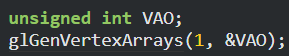 unsigned int VAO;
glGenVertexArrays(1, &VAO);